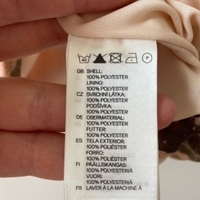 GB SHELL:
100% POLYESTER
LINING:
100% POLYESTER
CZ SVRCHNÍ LÁTKA:
100% POLYESTER
PODŠÍVKA:
100% POLYESTER
DE OBERMATERIAL:
100% POLYESTER
FUTTER:
100% POLYESTER
ES TELA EXTERIOR:
100% POLIÉSTER
FORRO:
100% POLIÉSTER
FI PÄÄLLISKANGAS:
100% POLYESTERIÄ
VUORI:
100% POLYESTERIÄ
FR LAVER À LA MACHINE À